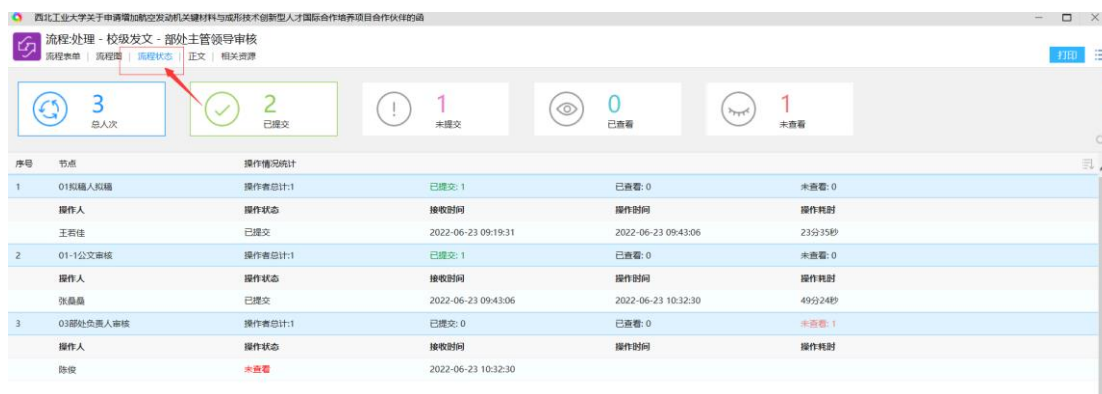 西北工业大学关于申请增加航空发动机关键材料与成形技术创新型人才国际合作培养项目合作伙伴的函
流程:处理 - 校级发文 - 部处主管领导审核
流程表单 | 流程图 | 流程状态 | 正文 | 相关资源
打印
3 总人次
2 已提交
1 未提交
0 已查看
1 未查看
序号 节点 操作情况统计
1 01拟稿人拟稿 操作者总计:1 已提交: 1 已查看: 0 未查看: 0
操作人 操作状态 接收时间 操作时间 操作耗时
王若佳 已提交 2022-06-23 09:19:31 2022-06-23 09:43:06 23分35秒
2 01-1公文审核 操作者总计:1 已提交: 1 已查看: 0 未查看: 0
操作人 操作状态 接收时间 操作时间 操作耗时
张桑桑 已提交 2022-06-23 09:43:06 2022-06-23 10:32:30 49分24秒
3 03部处负责人审核 操作者总计:1 已提交: 0 已查看: 0 未查看: 1
操作人 操作状态 接收时间 操作时间 操作耗时
陈俊 未查看 2022-06-23 10:32:30